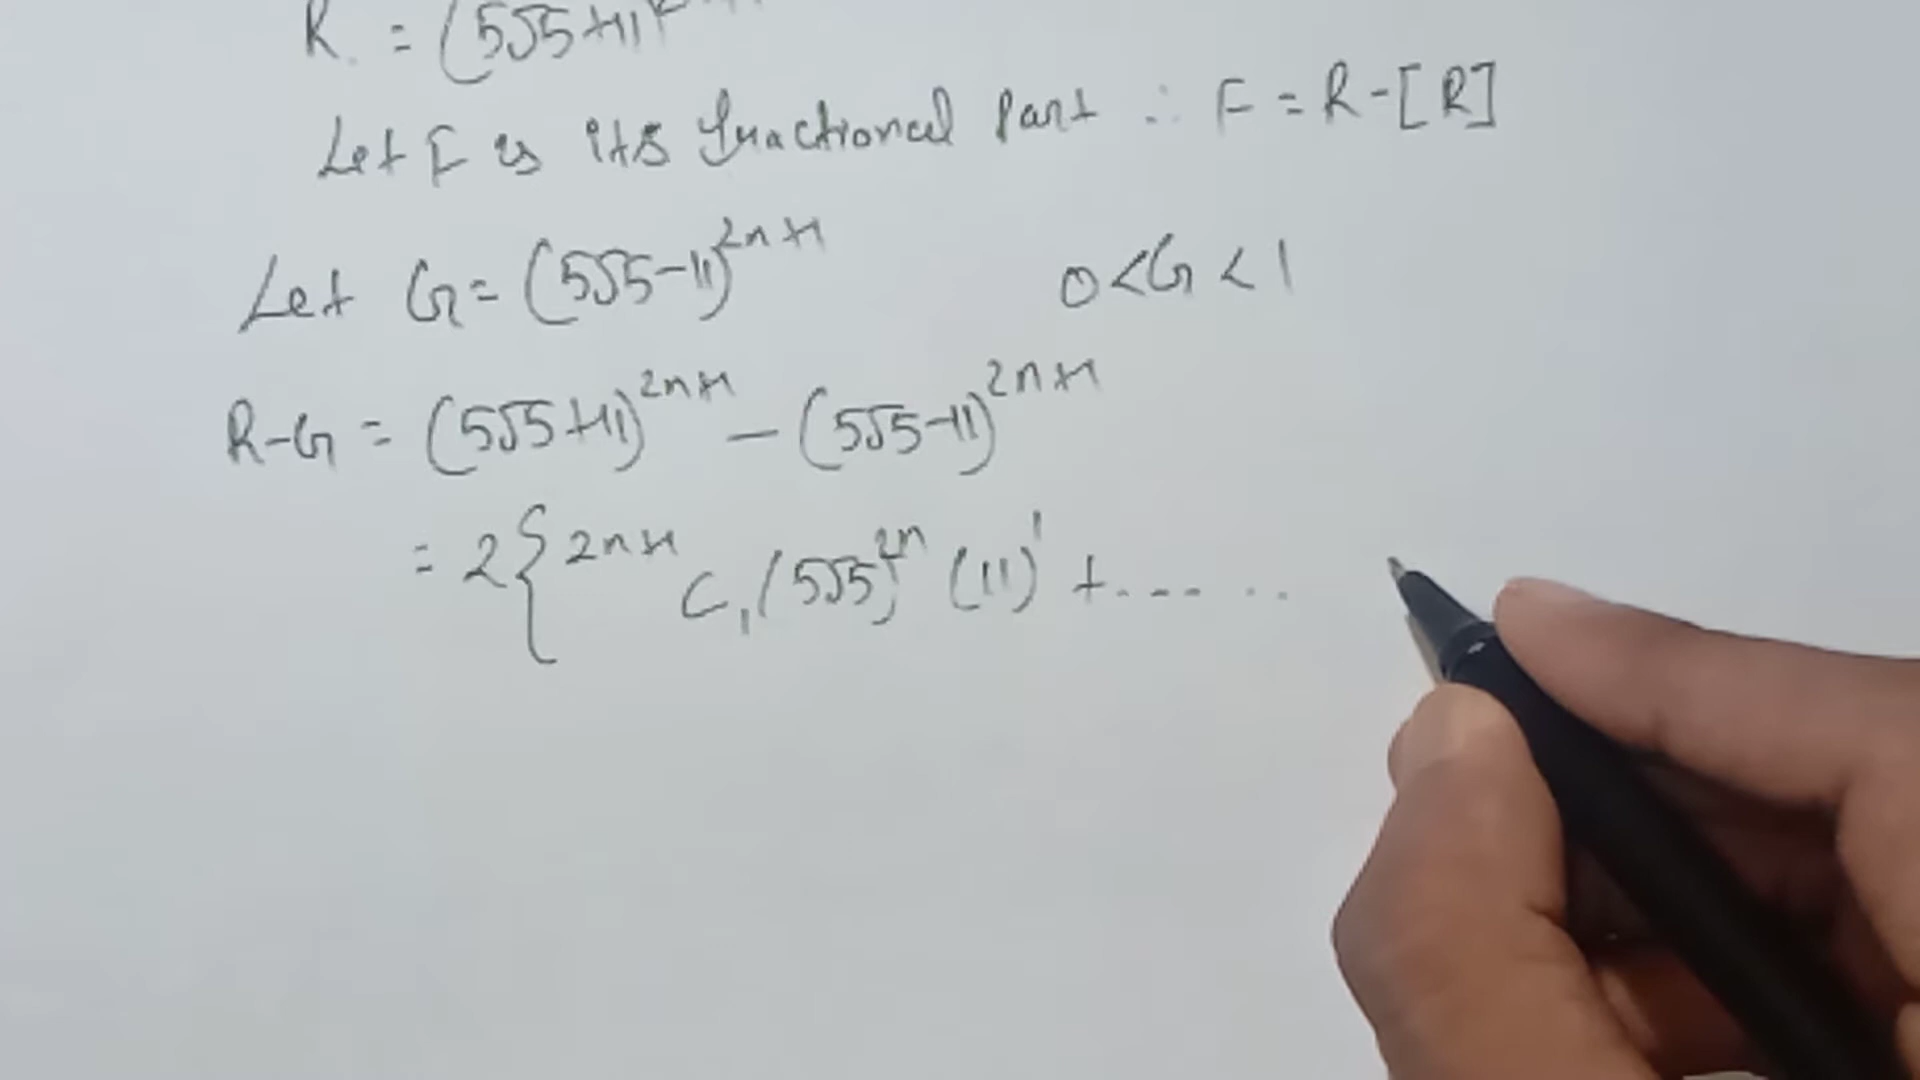 R = (5√5+11)²
Let F is its fractional Part ∴ F = R-[R]
Let G = (5√5-11)²ⁿ⁺¹ 0<G<1
R-G = (5√5+11)²ⁿ⁺¹ - (5√5-11)²ⁿ⁺¹
= 2{ ²ⁿ⁺¹C₁ (5√5)²ⁿ (11)¹ + ........